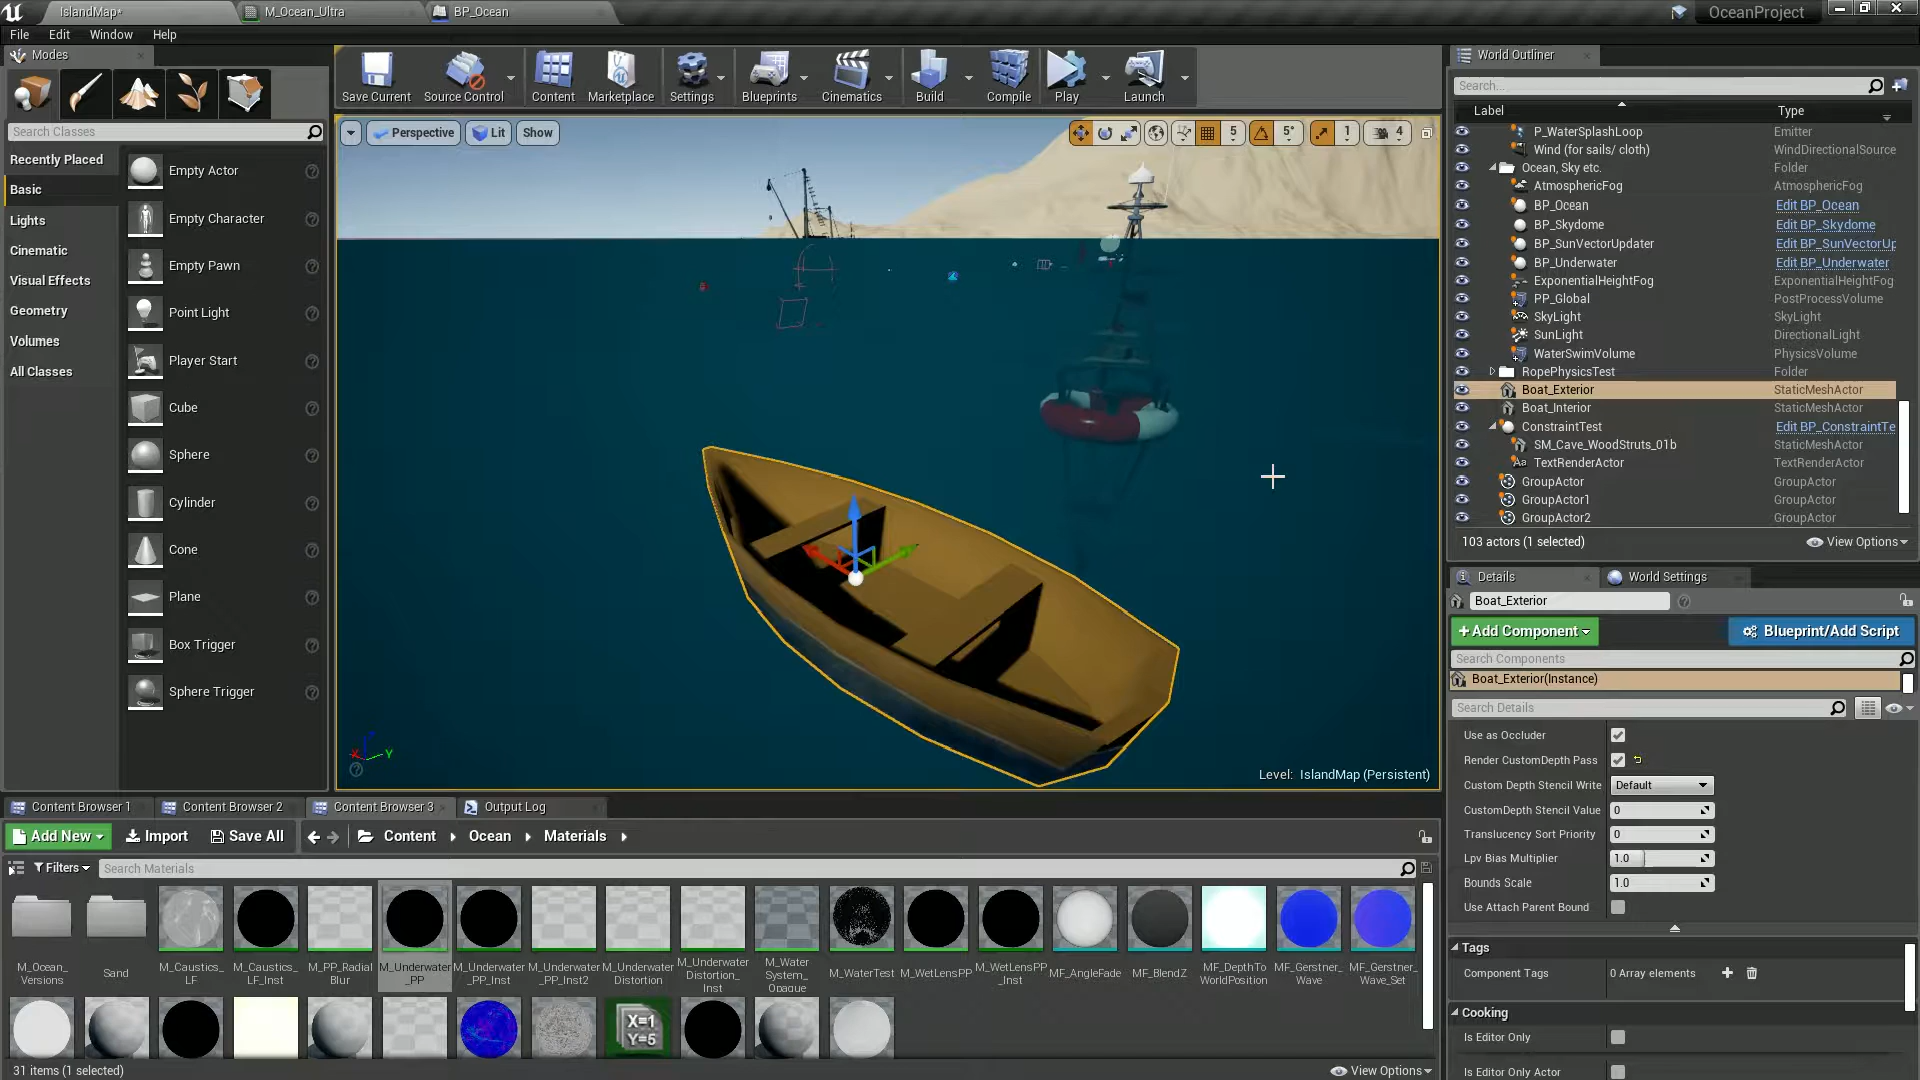 IslandMap*
M_Ocean_Ultra
BP_Ocean
OceanProject
File Edit Window Help
Modes
Save Current
Source Control
Content
Marketplace
Settings
Blueprints
Cinematics
Build
Compile
Play
Launch
Search Classes
Recently Placed
Basic
Lights
Cinematic
Visual Effects
Geometry
Volumes
All Classes
Empty Actor
Empty Character
Empty Pawn
Point Light
Player Start
Cube
Sphere
Cylinder
Cone
Plane
Box Trigger
Sphere Trigger
Perspective Lit Show
5 5° 1 4
X Y
Level: IslandMap (Persistent)
World Outliner
Search...
Label Type
P_WaterSplashLoop Emitter
Wind (for sails/ cloth) WindDirectionalSource
Ocean, Sky etc. Folder
AtmosphericFog AtmosphericFog
BP_Ocean Edit BP_Ocean
BP_Skydome Edit BP_Skydome
BP_SunVectorUpdater Edit BP_SunVectorUp
BP_Underwater Edit BP_Underwater
ExponentialHeightFog ExponentialHeightFog
PP_Global PostProcessVolume
SkyLight SkyLight
SunLight DirectionalLight
WaterSwimVolume PhysicsVolume
RopePhysicsTest Folder
Boat_Exterior StaticMeshActor
Boat_Interior StaticMeshActor
ConstraintTest Edit BP_ConstraintTe
SM_Cave_WoodStruts_01b StaticMeshActor
TextRenderActor TextRenderActor
GroupActor GroupActor
GroupActor1 GroupActor
GroupActor2 GroupActor
103 actors (1 selected) View Options
Details World Settings
Boat_Exterior
+Add Component Blueprint/Add Script
Search Components
Boat_Exterior(Instance)
Search Details
Use as Occluder
Render CustomDepth Pass
Custom Depth Stencil Write Default
CustomDepth Stencil Value 0
Translucency Sort Priority 0
Lpv Bias Multiplier 1.0
Bounds Scale 1.0
Use Attach Parent Bound
Tags
Component Tags 0 Array elements
Cooking
Is Editor Only
Is Editor Only Actor
Content Browser 1
Content Browser 2
Content Browser 3
Output Log
Add New Import Save All Content Ocean Materials
Filters Search Materials
M_Ocean_
Versions
Sand
M_Caustics_
LF
M_Caustics_
LF_Inst
M_PP_Radial
Blur
M_Underwater
_PP
M_Underwater
_PP_Inst
M_Underwater
_PP_Inst2
M_Underwater
Distortion
M_Underwater
Distortion_
Inst
M_Water
System_
Opaque
M_WaterTest
M_WetLensPP
M_WetLensPP
_Inst
MF_AngleFade
MF_BlendZ
MF_DepthTo
WorldPosition
MF_Gerstner_
Wave
MF_Gerstner_
Wave_Set
X=1
Y=5
31 items (1 selected) View Options